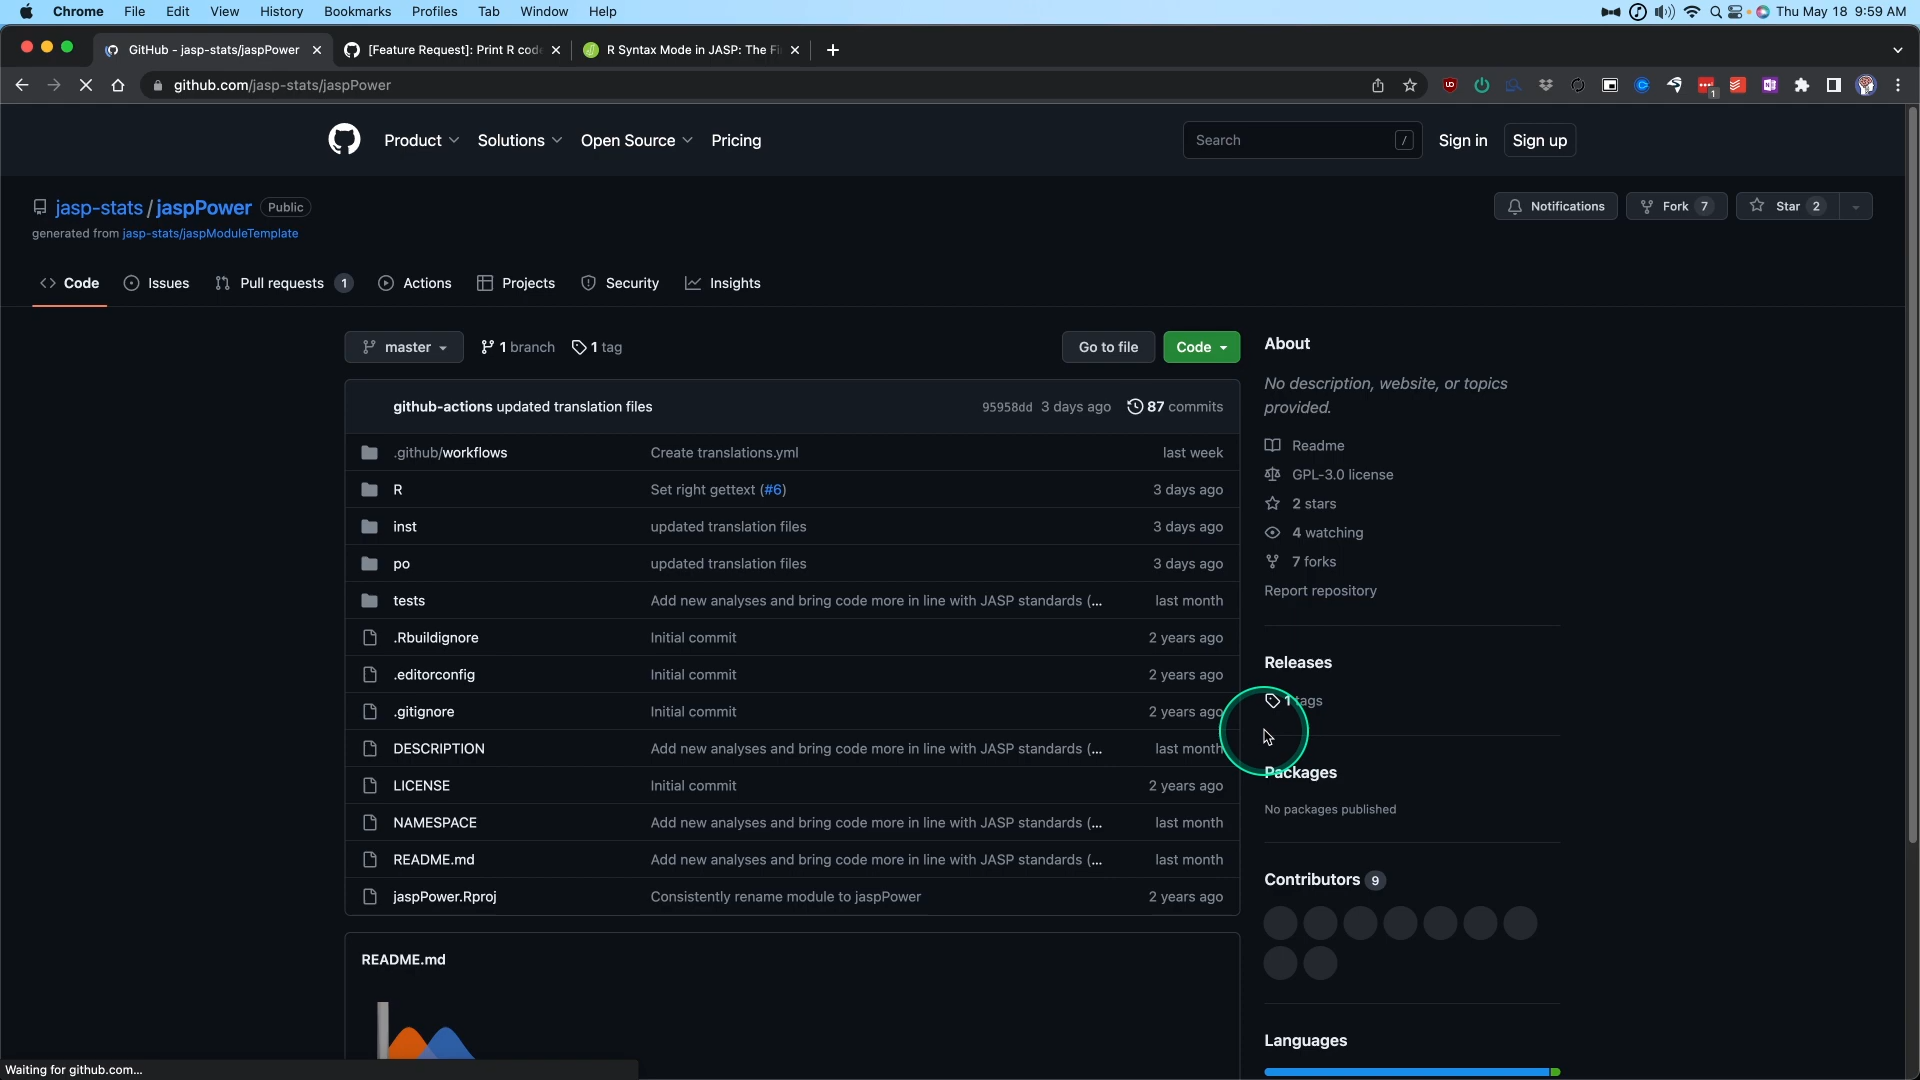 Chrome File Edit View History Bookmarks Profiles Tab Window Help Thu May 18 9:59 AM
GitHub - jasp-stats/jaspPower [Feature Request]: Print R code R Syntax Mode in JASP: The Fi
github.com/jasp-stats/jaspPower
Product Solutions Open Source Pricing Search / Sign in Sign up
jasp-stats / jaspPower Public Notifications Fork 7 Star 2
generated from jasp-stats/jaspModuleTemplate
Code Issues Pull requests 1 Actions Projects Security Insights
master 1 branch 1 tag Go to file Code
github-actions updated translation files 95958dd 3 days ago 87 commits
.github/workflows Create translations.yml last week
R Set right gettext (#6) 3 days ago
inst updated translation files 3 days ago
po updated translation files 3 days ago
tests Add new analyses and bring code more in line with JASP standards (... last month
.Rbuildignore Initial commit 2 years ago
.editorconfig Initial commit 2 years ago
.gitignore Initial commit 2 years ago
DESCRIPTION Add new analyses and bring code more in line with JASP standards (... last month
LICENSE Initial commit 2 years ago
NAMESPACE Add new analyses and bring code more in line with JASP standards (... last month
README.md Add new analyses and bring code more in line with JASP standards (... last month
jaspPower.Rproj Consistently rename module to jaspPower 2 years ago
README.md
About
No description, website, or topics
provided.
Readme
GPL-3.0 license
2 stars
4 watching
7 forks
Report repository
Releases
1 tags
Packages
No packages published
Contributors 9
Languages
Waiting for github.com...